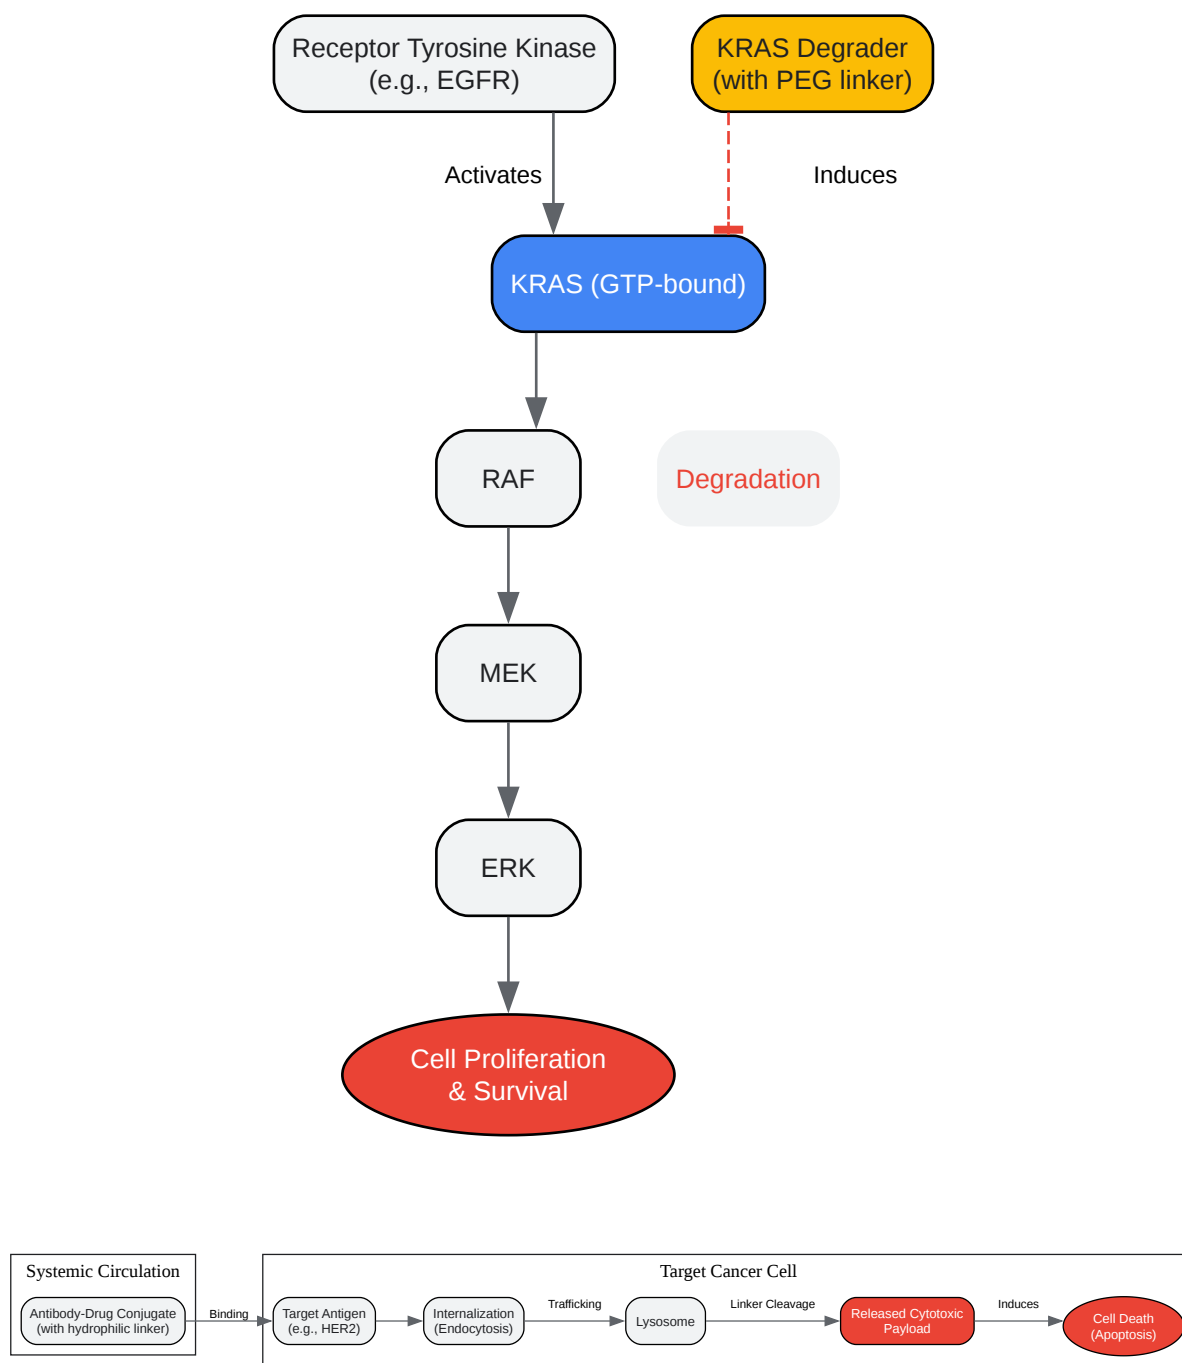 Receptor Tyrosine Kinase
(e.g., EGFR)
KRAS Degrader
(with PEG linker)
Activates
Induces
KRAS (GTP-bound)
RAF
Degradation
MEK
ERK
Cell Proliferation
& Survival
Systemic Circulation
Antibody-Drug Conjugate
(with hydrophilic linker)
Binding
Target Cancer Cell
Target Antigen
(e.g., HER2)
Internalization
(Endocytosis)
Trafficking
Lysosome
Linker Cleavage
Released Cytotoxic
Payload
Induces
Cell Death
(Apoptosis)